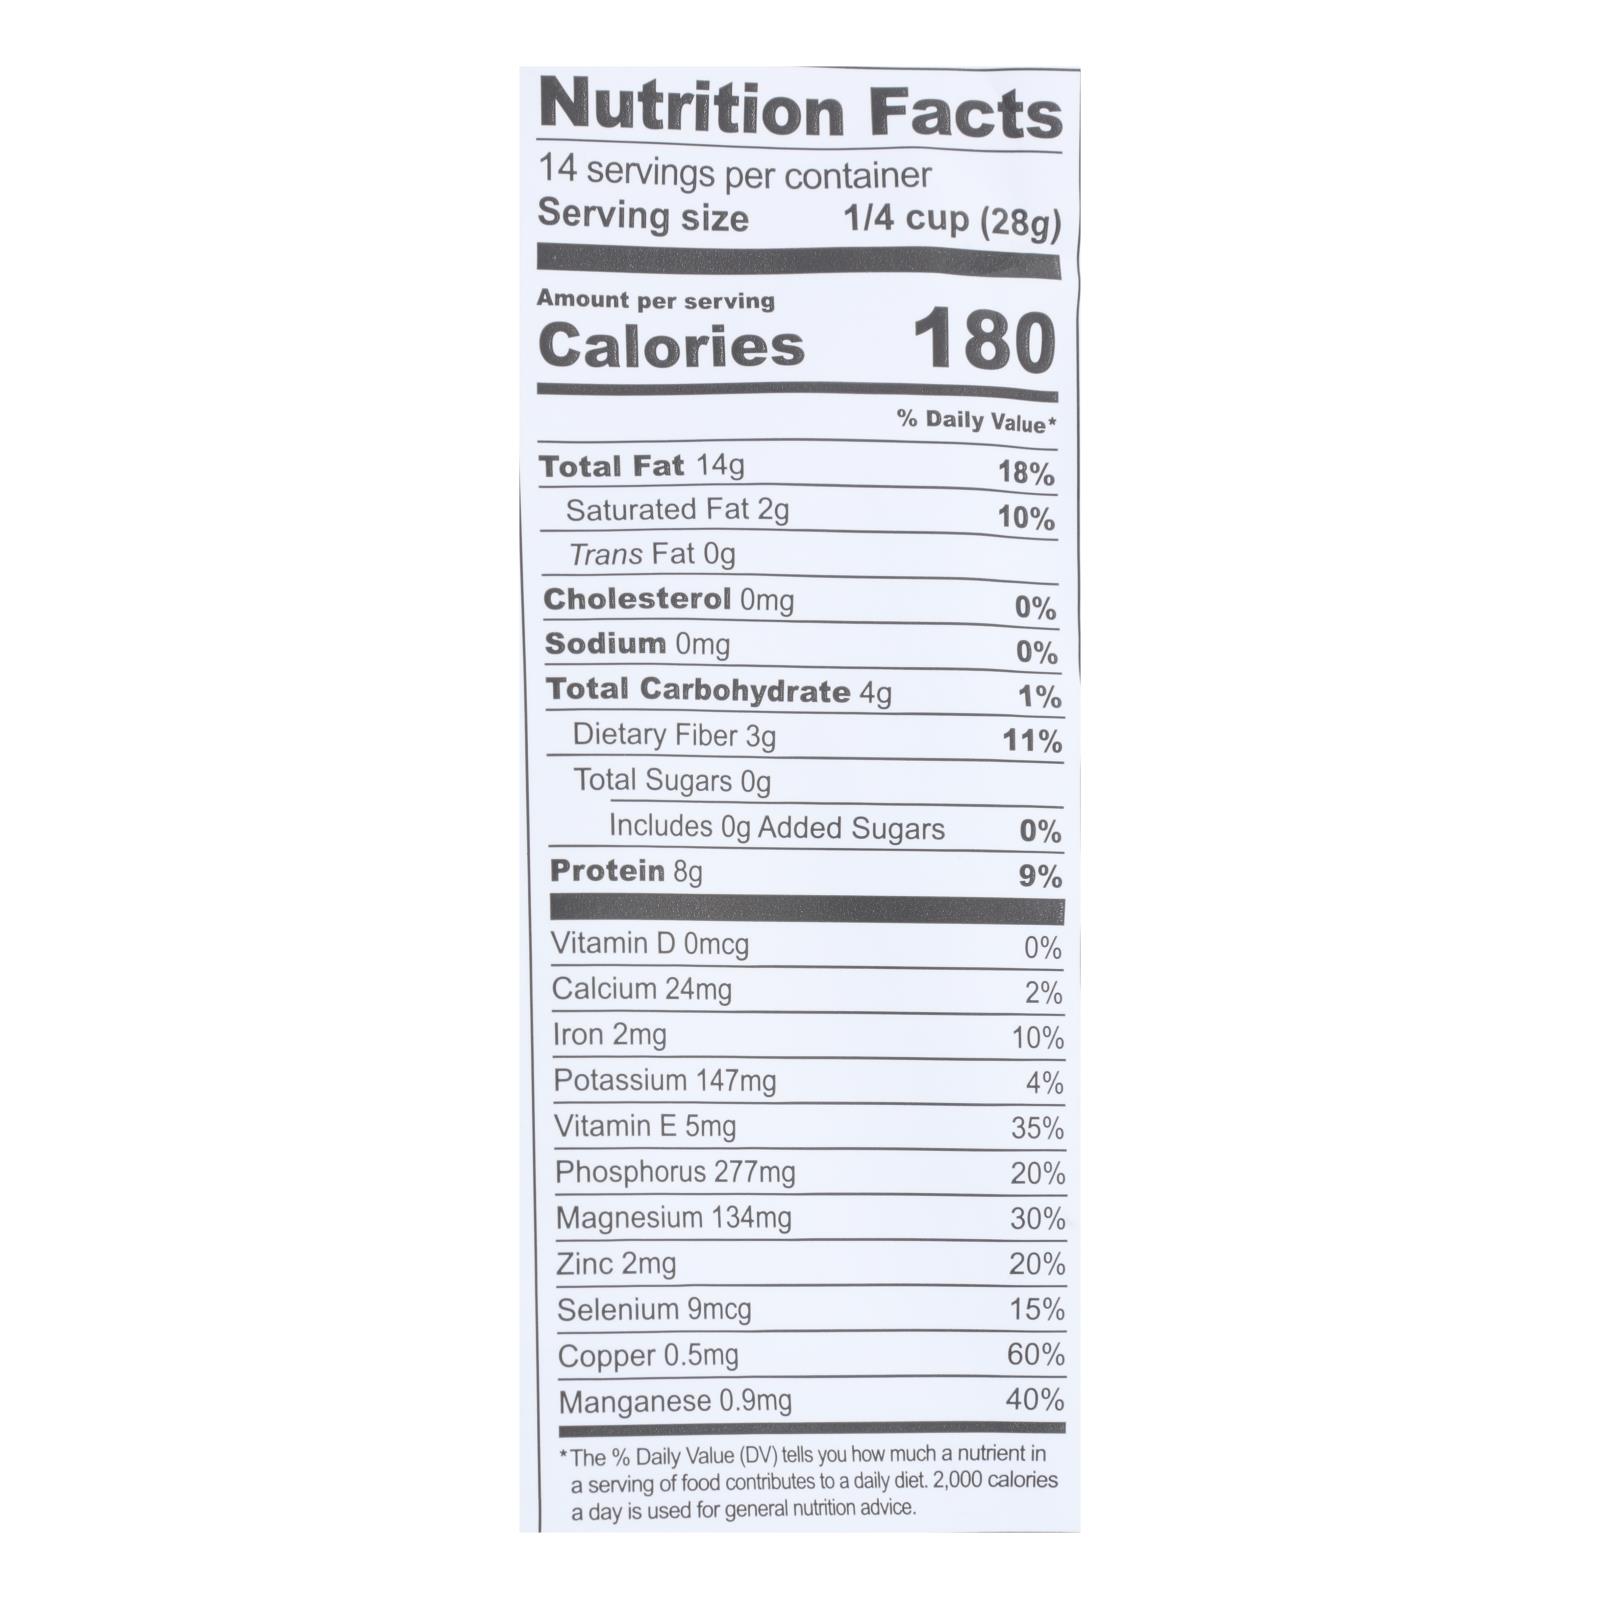 Nutrition Facts
14 servings per container
Serving size 1/4 cup (28g)
Amount per serving
Calories 180
% Daily Value*
Total Fat 14g 18%
Saturated Fat 2g 10%
Trans Fat 0g
Cholesterol 0mg 0%
Sodium 0mg 0%
Total Carbohydrate 4g 1%
Dietary Fiber 3g 11%
Total Sugars 0g
Includes 0g Added Sugars 0%
Protein 8g 9%
Vitamin D 0mcg 0%
Calcium 24mg 2%
Iron 2mg 10%
Potassium 147mg 4%
Vitamin E 5mg 35%
Phosphorus 277mg 20%
Magnesium 134mg 30%
Zinc 2mg 20%
Selenium 9mcg 15%
Copper 0.5mg 60%
Manganese 0.9mg 40%
*The % Daily Value (DV) tells you how much a nutrient in
a serving of food contributes to a daily diet. 2,000 calories
a day is used for general nutrition advice.